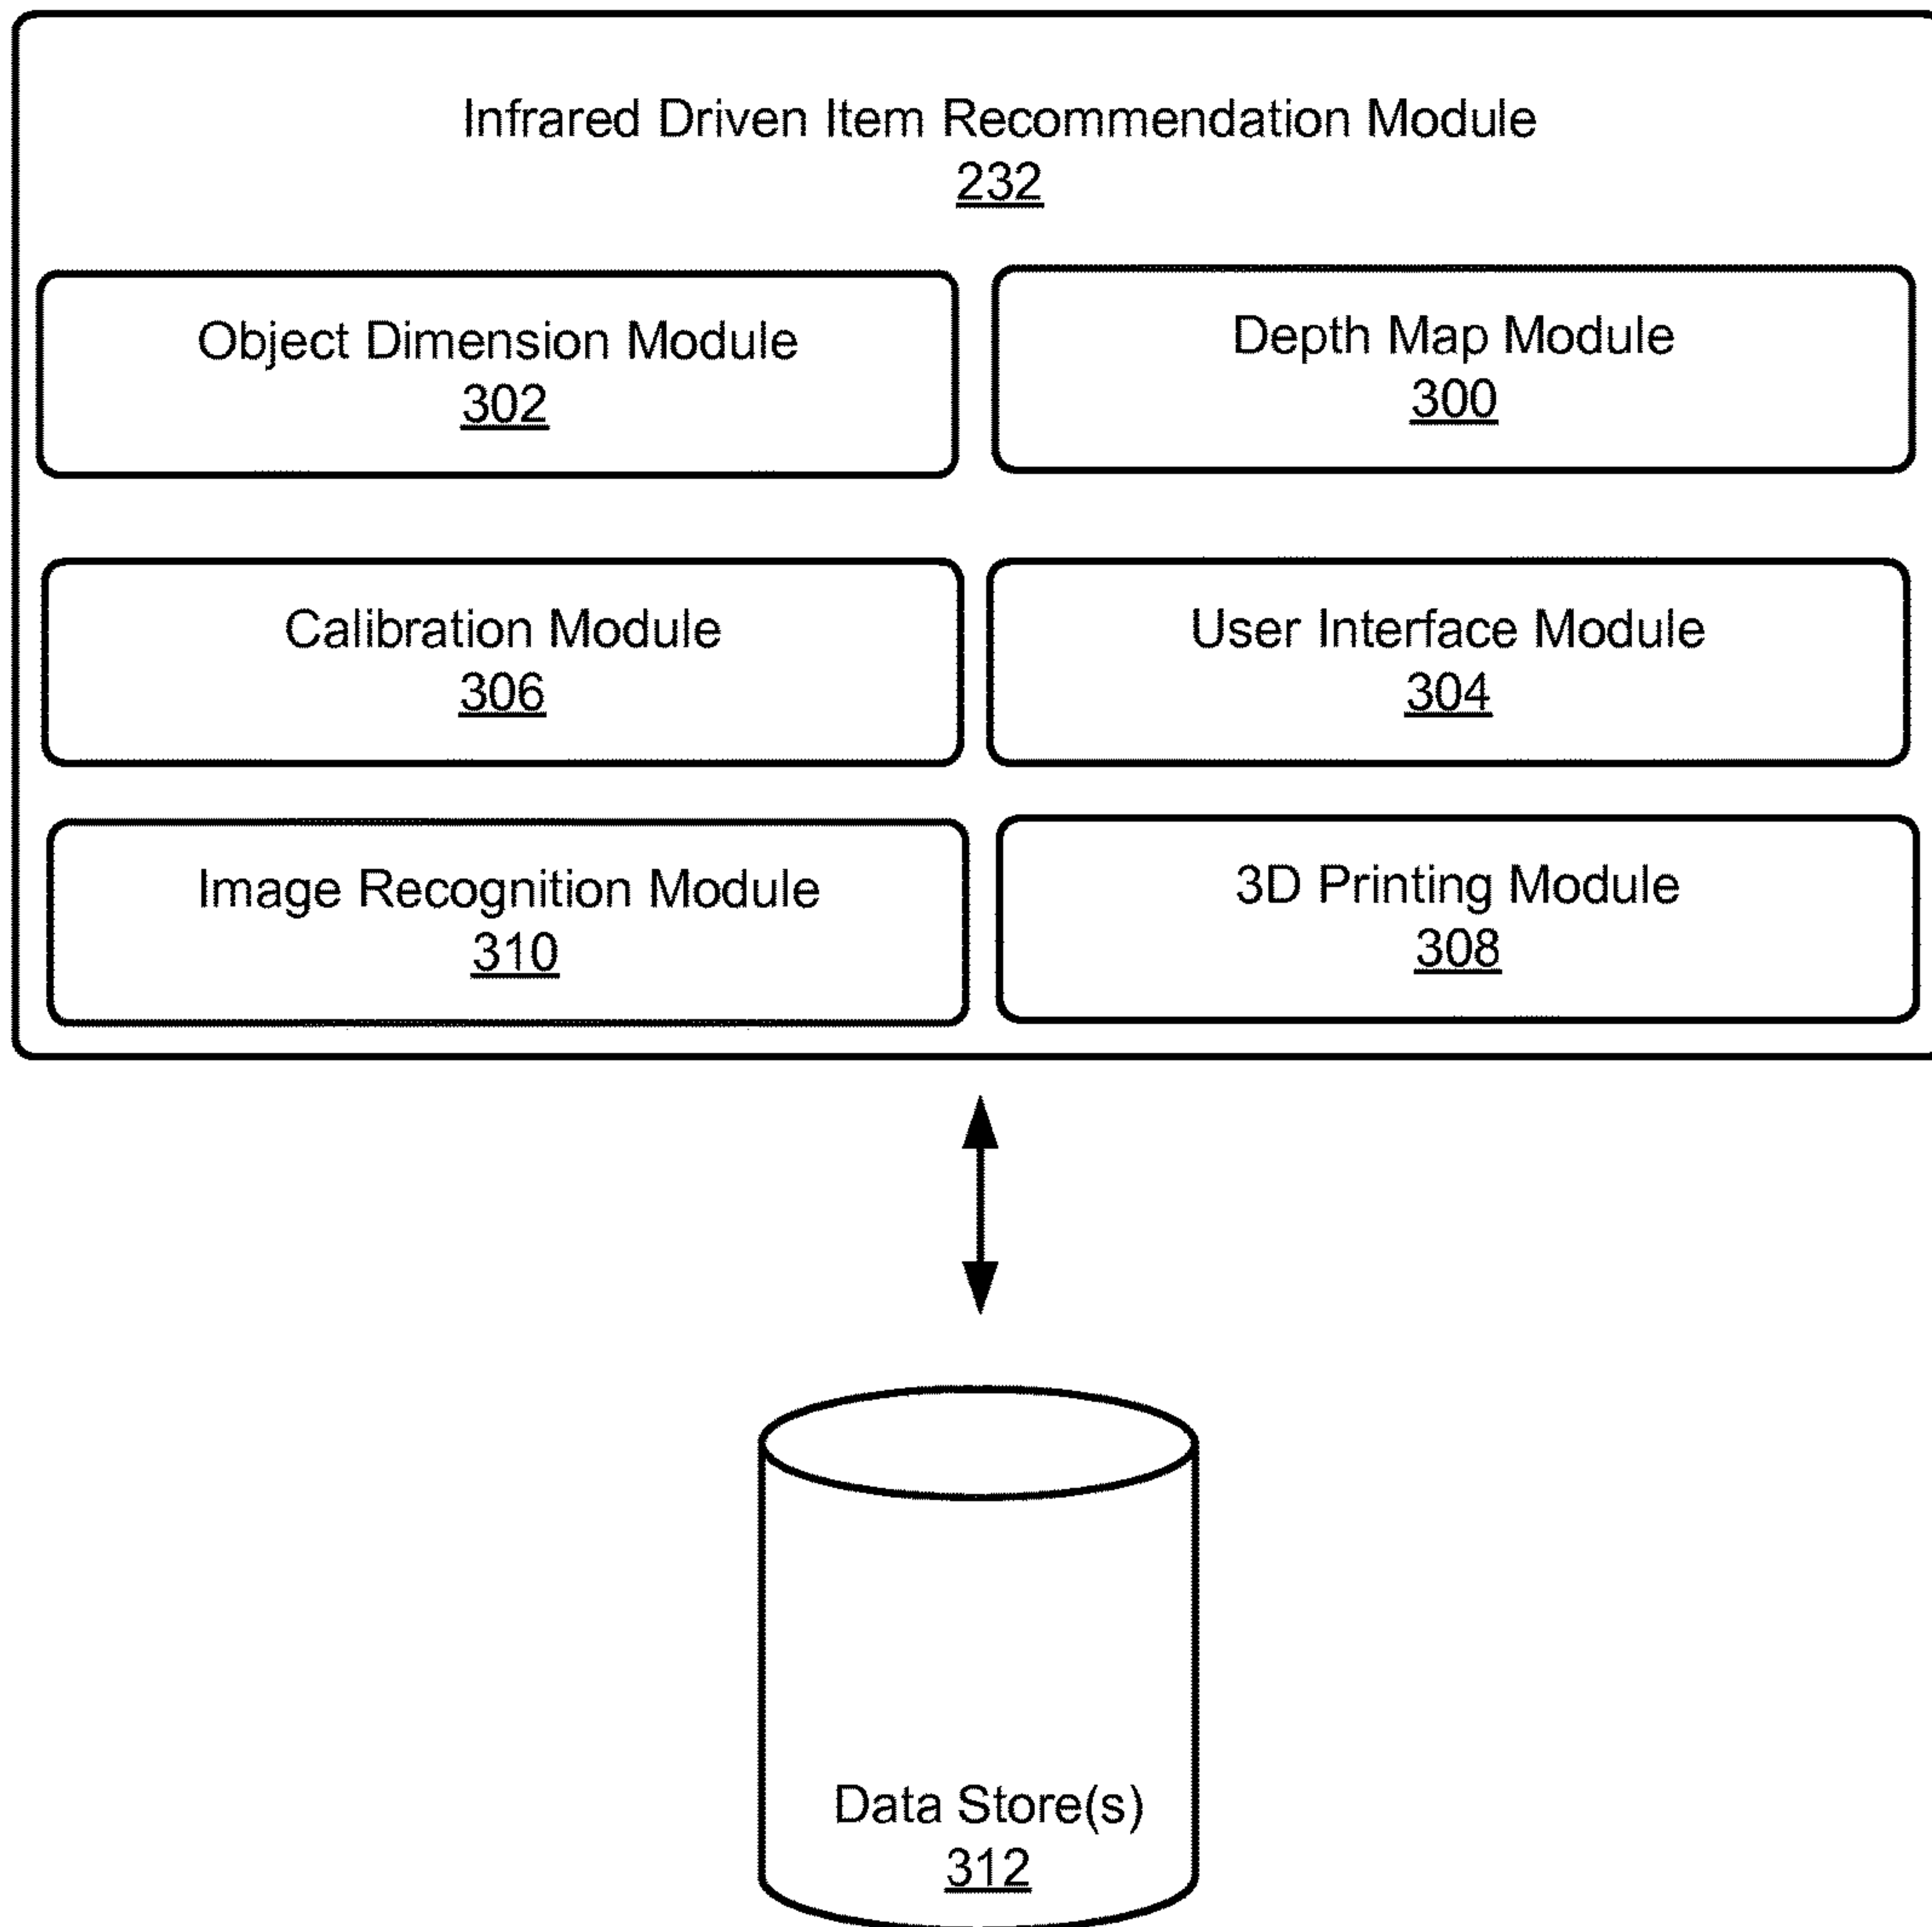 Infrared Driven Item Recommendation Module
232
Object Dimension Module
302
Depth Map Module
300
Calibration Module
306
User Interface Module
304
Image Recognition Module
310
3D Printing Module
308
Data Store(s)
312